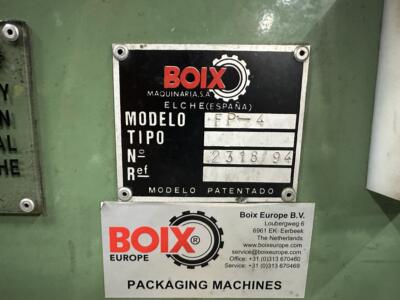 Y
N
AL
HE
BOIX
MAQUINARIA, S.A.
ELCHE (ESPAÑA)
MODELO FP-4
TIPO
Nº 2318/94
Ref
MODELO PATENTADO
BOIX ®
EUROPE
Boix Europe B.V.
Loubergweg 6
6961 EK- Eerbeek
The Netherlands
www.boixeurope.com
service@boixeurope.com
Office: +31 (0)313 670460
Service: +31 (0)313 670469
PACKAGING MACHINES